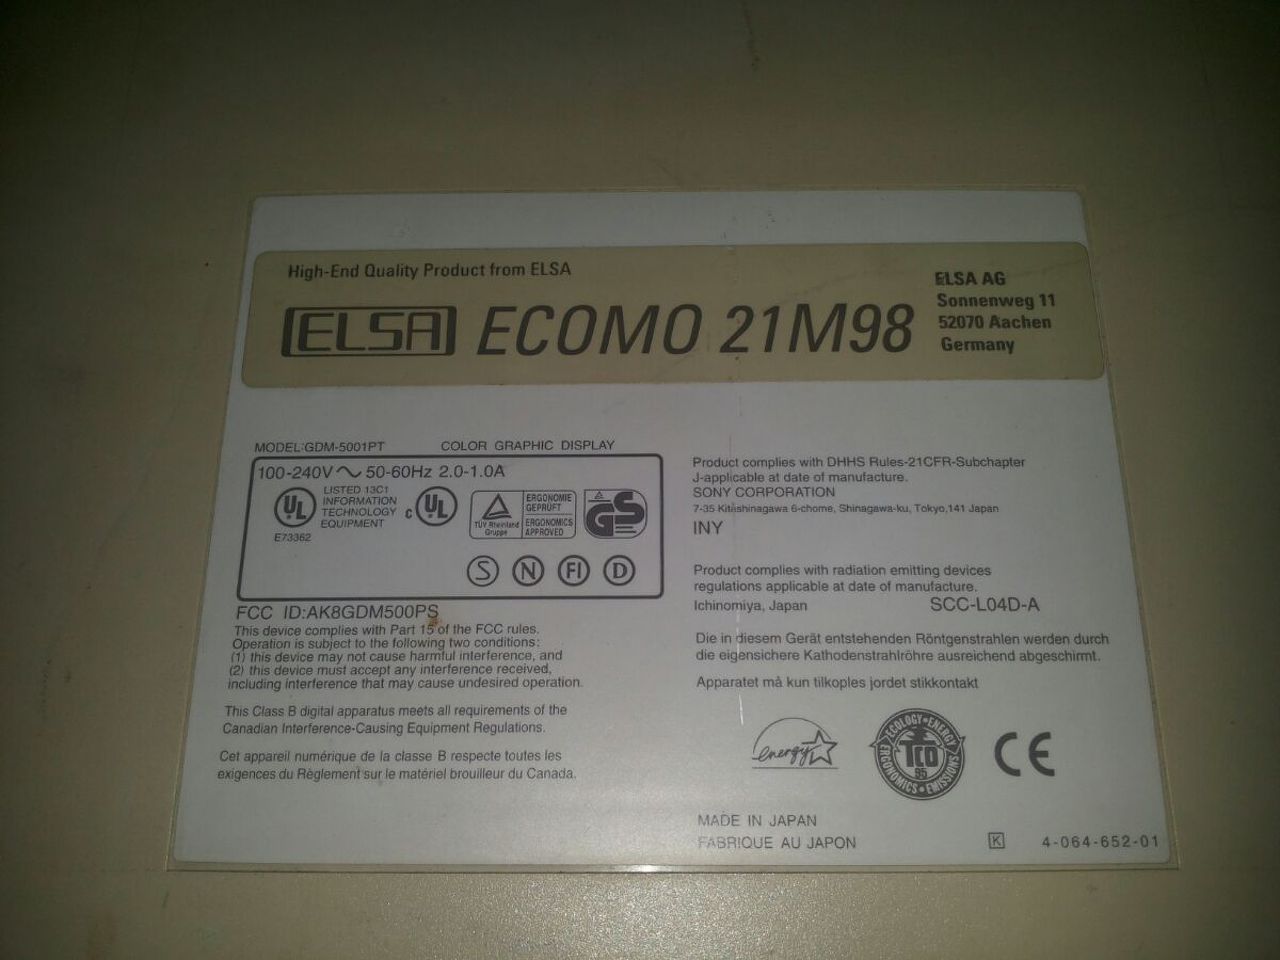 High-End Quality Product from ELSA
ELSA ECOMO 21M98
ELSA AG
Sonnenweg 11
52070 Aachen
Germany
MODEL:GDM-5001PT COLOR GRAPHIC DISPLAY
100-240V~ 50-60Hz 2.0-1.0A
UL
LISTED 13C1
INFORMATION
TECHNOLOGY
EQUIPMENT
E73362
c UL
TÜV Rheinland
Gruppe
ERGONOMIE
GEPRÜFT
ERGONOMICS
APPROVED
GS
S N FI D
FCC ID:AK8GDM500PS
This device complies with Part 15 of the FCC rules.
Operation is subject to the following two conditions:
(1) this device may not cause harmful interference, and
(2) this device must accept any interference received,
including interference that may cause undesired operation.
This Class B digital apparatus meets all requirements of the
Canadian Interference-Causing Equipment Regulations.
Cet appareil numérique de la classe B respecte toutes les
exigences du Règlement sur le matériel brouilleur du Canada.
Product complies with DHHS Rules-21CFR-Subchapter
J-applicable at date of manufacture.
SONY CORPORATION
7-35 Kitashinagawa 6-chome, Shinagawa-ku, Tokyo,141 Japan
INY
Product complies with radiation emitting devices
regulations applicable at date of manufacture.
Ichinomiya, Japan SCC-L04D-A
Die in diesem Gerät entstehenden Röntgenstrahlen werden durch
die eigensichere Kathodenstrahlröhre ausreichend abgeschirmt.
Apparatet må kun tilkoples jordet stikkontakt
energy
ECOLOGY•ENERGY
TCO
95
ERGONOMICS•EMISSIONS
CE
MADE IN JAPAN
FABRIQUE AU JAPON
K 4-064-652-01